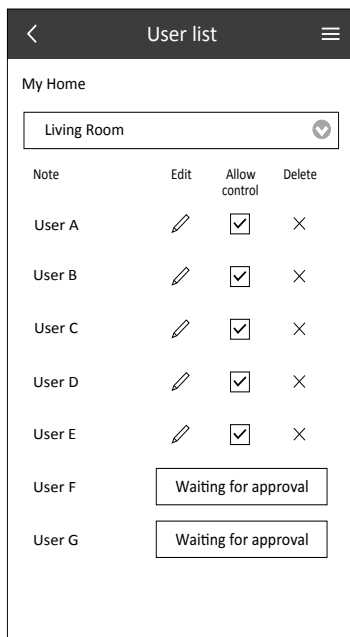 User list
My Home
Living Room
Note Edit Allow control Delete
User A
User B
User C
User D
User E
User F Waiting for approval
User G Waiting for approval